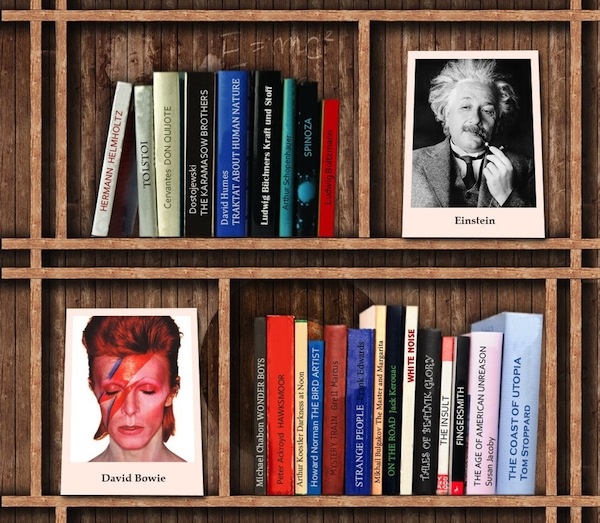 E = mc²
HERMANN HELMHOLTZ
TOLSTOJ
Cervantes DON QUIJOTE
Dostojewski
THE KARAMASOW BROTHERS
David Humes
TRAKTAT ABOUT HUMAN NATURE
Ludwig Büchners Kraft und Stoff
Arthur Schopenhauer
SPINOZA
Ludwig Boltzmann
Einstein
David Bowie
Michael Chabon WONDER BOYS
Peter Ackroyd HAWKSMOOR
Arthur Koestler Darkness at Noon
Howard Norman THE BIRD ARTIST
MYSTERY TRAIN Greil Marcus
STRANGE PEOPLE Frank Edwards
Mikhail Bulgakov The Master and Margarita
ON THE ROAD Jack Kerouac
WHITE NOISE
TALES OF BEATNIK GLORY
THE INSULT
FINGERSMITH
THE AGE OF AMERICAN UNREASON
Susan Jacoby
THE COAST OF UTOPIA
TOM STOPPARD